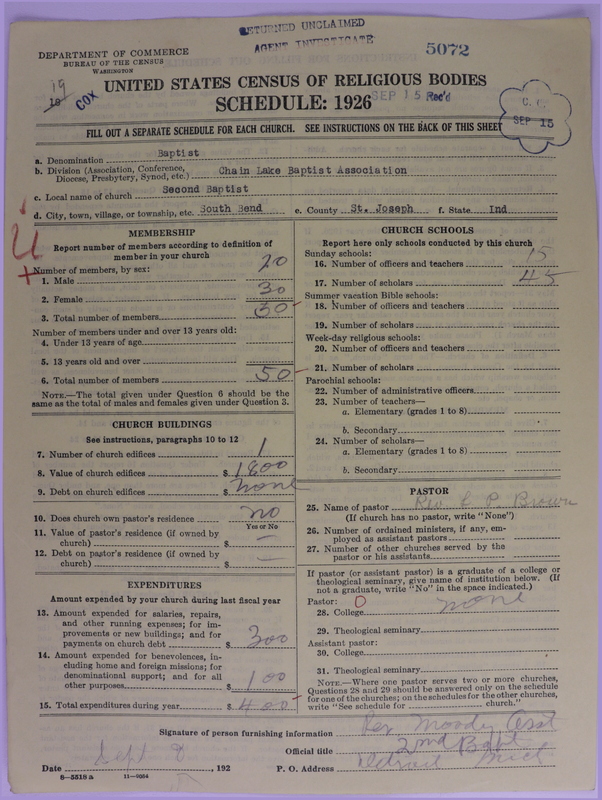 RETURNED UNCLAIMED
AGENT INVESTIGATE
5072
DEPARTMENT OF COMMERCE
BUREAU OF THE CENSUS
WASHINGTON
19
COX
UNITED STATES CENSUS OF RELIGIOUS BODIES
SCHEDULE: 1926
SEP 15 Rec'd
SEP 15
FILL OUT A SEPARATE SCHEDULE FOR EACH CHURCH. SEE INSTRUCTIONS ON THE BACK OF THIS SHEET
a. Denomination Baptist
b. Division (Association, Conference, Diocese, Presbytery, Synod, etc.) Chain Lake Baptist Association
c. Local name of church Second Baptist
d. City, town, village, or township, etc. South Bend e. County St. Joseph f. State Ind
MEMBERSHIP
Report number of members according to definition of
member in your church
Number of members, by sex:
1. Male 20
2. Female 30
3. Total number of members 50
Number of members under and over 13 years old:
4. Under 13 years of age
5. 13 years old and over
6. Total number of members 50
NOTE.—The total given under Question 6 should be
same as the total of males and females given under Question 3.
CHURCH BUILDINGS
See instructions, paragraphs 10 to 12
7. Number of church edifices 1
8. Value of church edifices $ 1800
9. Debt on church edifices $ none
10. Does church own pastor's residence no
Yes or No
11. Value of pastor's residence (if owned by
church) $ —
12. Debt on pastor's residence (if owned by
church) $ —
EXPENDITURES
Amount expended by your church during last fiscal year
13. Amount expended for salaries, repairs,
and other running expenses; for im-
provements or new buildings; and for
payments on church debt $ 300
14. Amount expended for benevolences, in-
cluding home and foreign missions; for
denominational support; and for all
other purposes $ 100
15. Total expenditures during year $ 400
CHURCH SCHOOLS
Report here only schools conducted by this church
Sunday schools:
16. Number of officers and teachers 15
17. Number of scholars 45
Summer vacation Bible schools:
18. Number of officers and teachers
19. Number of scholars
Week-day religious schools:
20. Number of officers and teachers
21. Number of scholars
Parochial schools:
22. Number of administrative officers
23. Number of teachers—
a. Elementary (grades 1 to 8)
b. Secondary
24. Number of scholars—
a. Elementary (grades 1 to 8)
b. Secondary
PASTOR
25. Name of pastor Rev C P. Brown
(If church has no pastor, write "None")
26. Number of ordained ministers, if any, em-
ployed as assistant pastors
27. Number of other churches served by the
pastor or his assistants
If pastor (or assistant pastor) is a graduate of a college or
theological seminary, give name of institution below. (If
not a graduate, write "No" in the space indicated.)
Pastor: 0
28. College none
29. Theological seminary
Assistant pastor:
30. College
31. Theological seminary
NOTE.—Where one pastor serves two or more churches,
Questions 28 and 29 should be answered only on the schedule
for one of the churches; on the schedules for the other churches,
write "See schedule for church."
Signature of person furnishing information Rev Moody Asst
Official title 2nd Bapt
Date Sept 8, 192 P. O. Address Detroit Mich
8—5518 a 11—9064